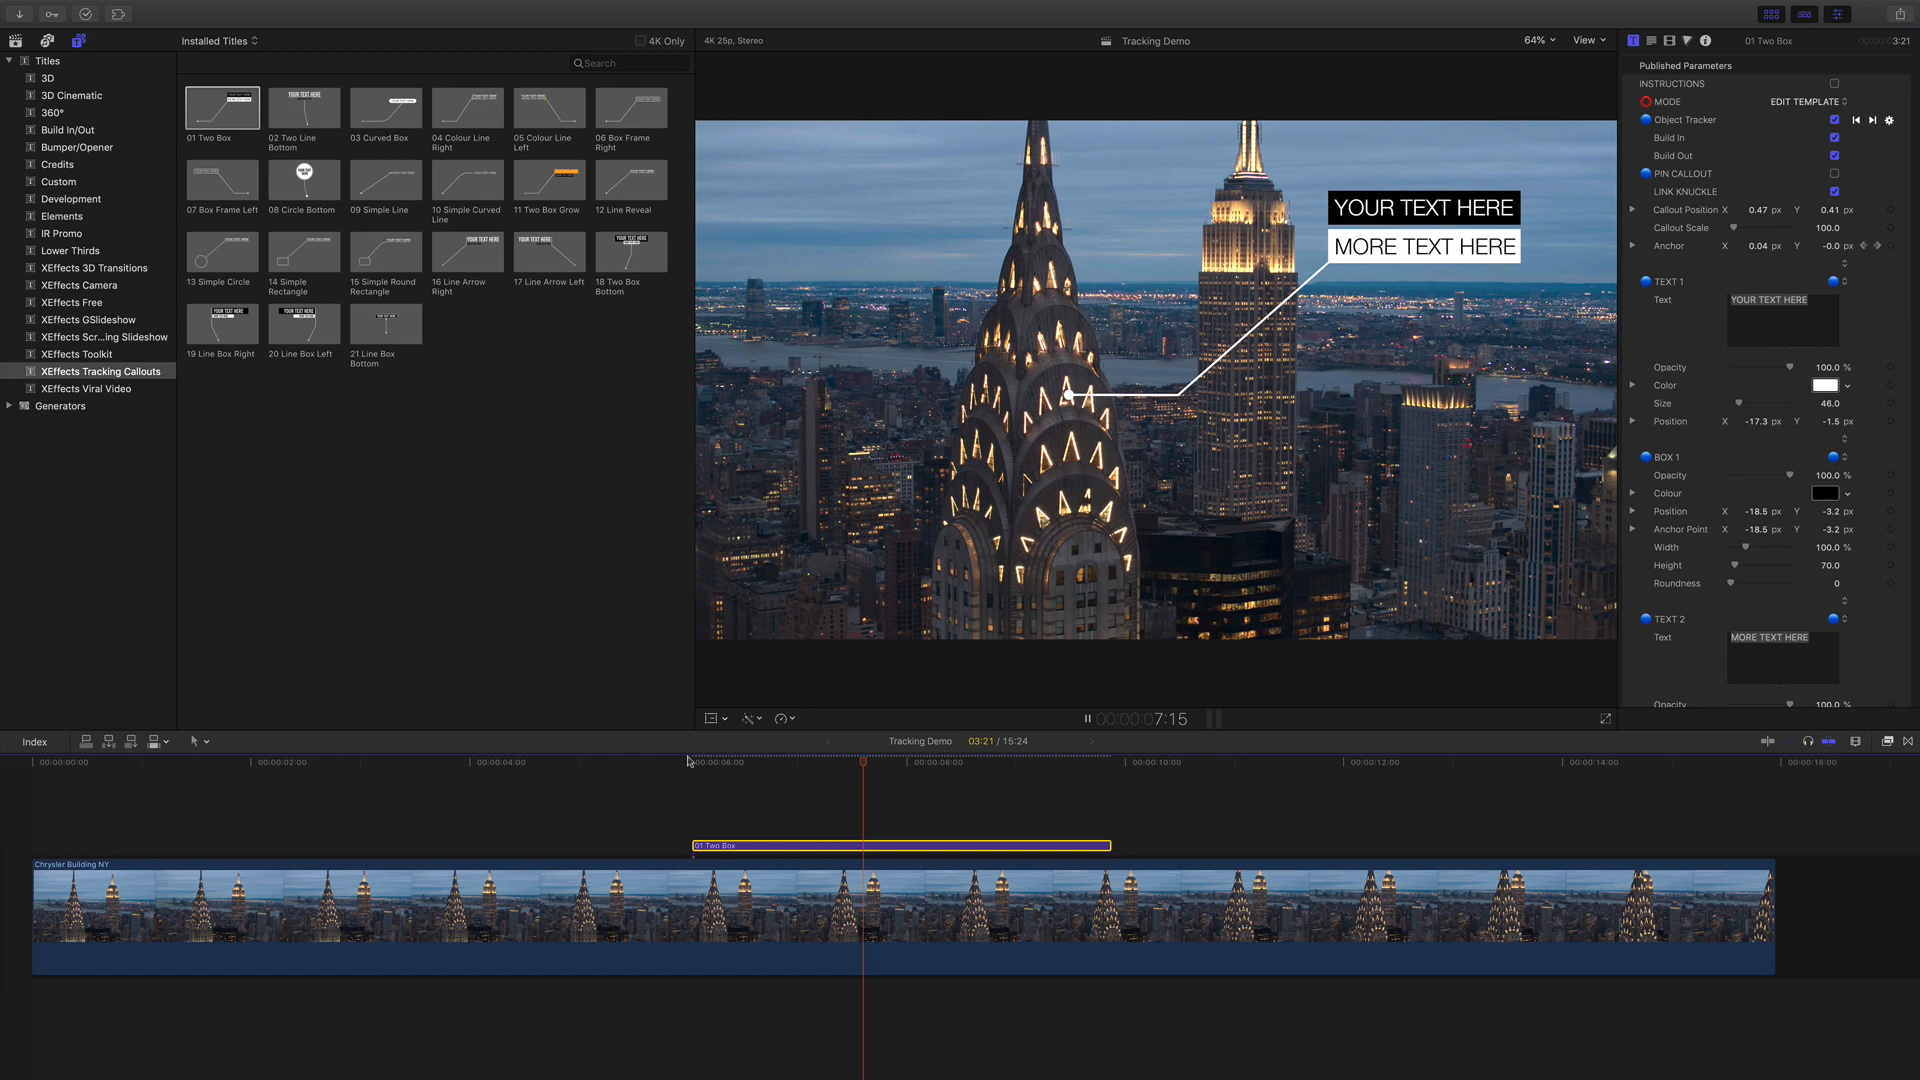 Installed Titles
4K Only
4K 25p, Stereo
Tracking Demo
64%
View
01 Two Box
3:21
Titles
3D
3D Cinematic
360°
Build In/Out
Bumper/Opener
Credits
Custom
Development
Elements
IR Promo
Lower Thirds
XEffects 3D Transitions
XEffects Camera
XEffects Free
XEffects GSlideshow
XEffects Scr...ing Slideshow
XEffects Toolkit
XEffects Tracking Callouts
XEffects Viral Video
Generators
Search
01 Two Box
02 Two Line Bottom
03 Curved Box
04 Colour Line Right
05 Colour Line Left
06 Box Frame Right
07 Box Frame Left
08 Circle Bottom
09 Simple Line
10 Simple Curved Line
11 Two Box Grow
12 Line Reveal
13 Simple Circle
14 Simple Rectangle
15 Simple Round Rectangle
16 Line Arrow Right
17 Line Arrow Left
18 Two Box Bottom
19 Line Box Right
20 Line Box Left
21 Line Box Bottom
YOUR TEXT HERE
MORE TEXT HERE
00:00:00:07:15
Published Parameters
INSTRUCTIONS
MODE EDIT TEMPLATE
Object Tracker
Build In
Build Out
PIN CALLOUT
LINK KNUCKLE
Callout Position X 0.47 px Y 0.41 px
Callout Scale 100.0
Anchor X 0.04 px Y -0.0 px
TEXT 1
Text YOUR TEXT HERE
Opacity 100.0 %
Color
Size 46.0
Position X -17.3 px Y -1.5 px
BOX 1
Opacity 100.0 %
Colour
Position X -18.5 px Y -3.2 px
Anchor Point X -18.5 px Y -3.2 px
Width 100.0 %
Height 70.0
Roundness 0
TEXT 2
Text MORE TEXT HERE
Opacity 100.0 %
Index
Tracking Demo 03:21 / 15:24
00:00:00:00
00:00:02:00
00:00:04:00
00:00:06:00
00:00:08:00
00:00:10:00
00:00:12:00
00:00:14:00
00:00:16:00
01 Two Box
Chrysler Building NY